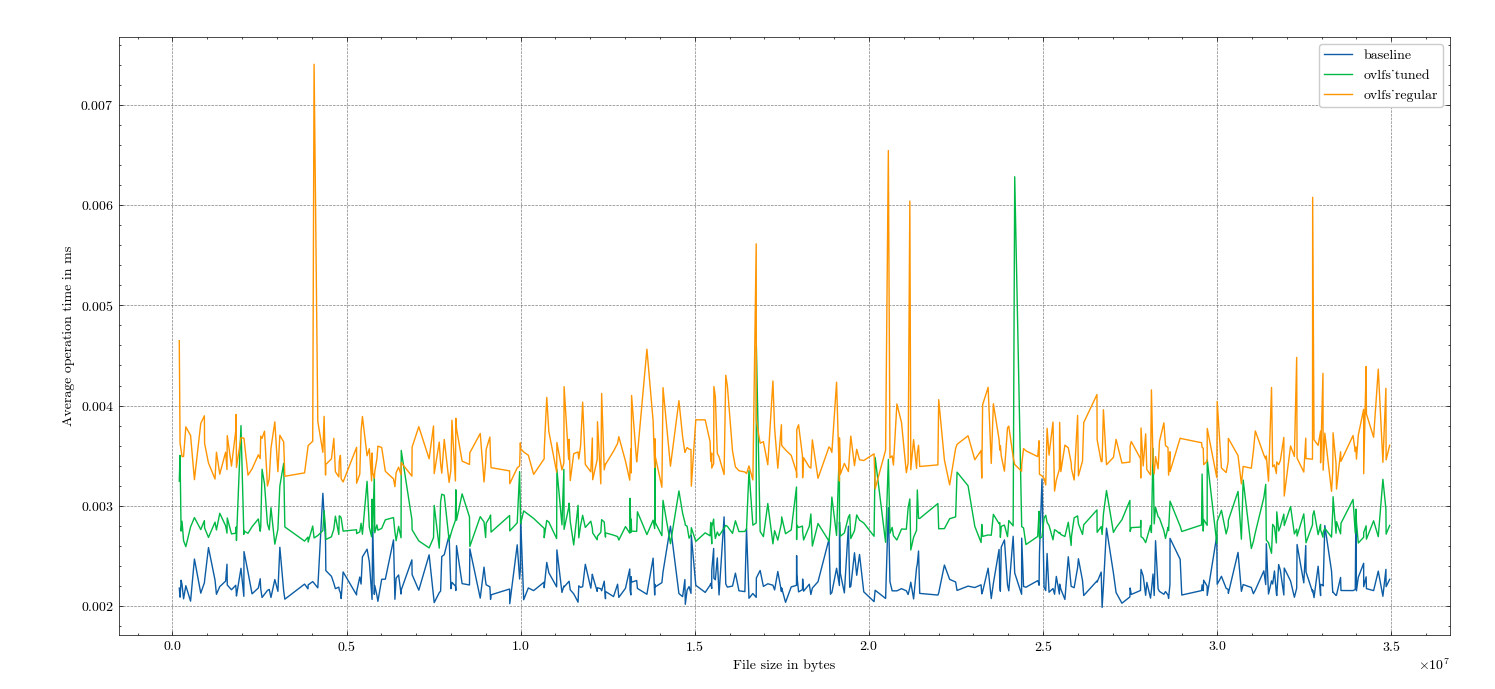 baseline
ovlfs˙tuned
ovlfs˙regular
0.007
0.006
0.005
0.004
0.003
0.002
Average operation time in ms
0.0 0.5 1.0 1.5 2.0 2.5 3.0 3.5
File size in bytes
×10⁷